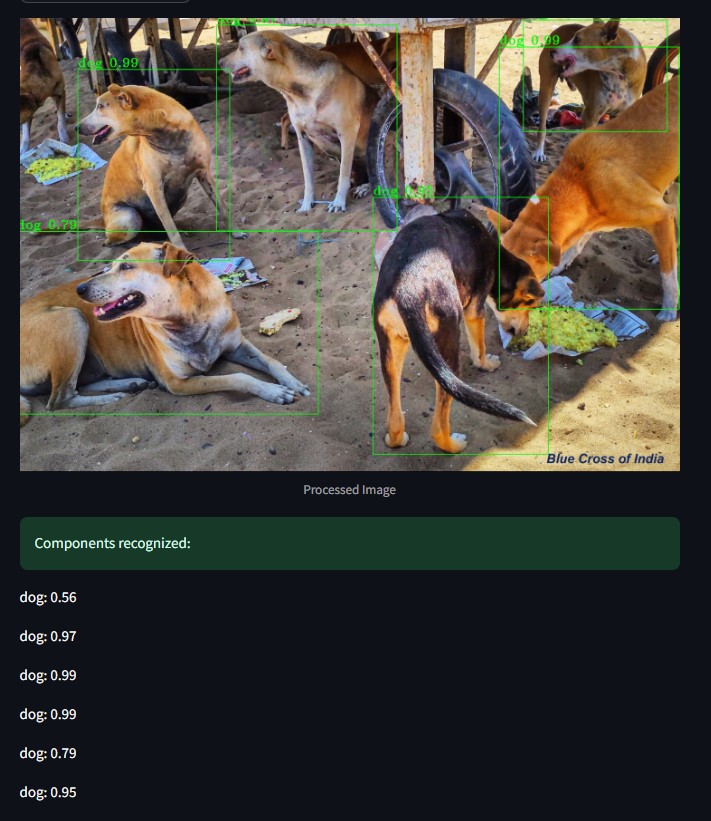 dog 0.99
dog 0.99
dog 0.95
dog 0.79
Blue Cross of India
Processed Image
Components recognized:
dog: 0.56
dog: 0.97
dog: 0.99
dog: 0.99
dog: 0.79
dog: 0.95